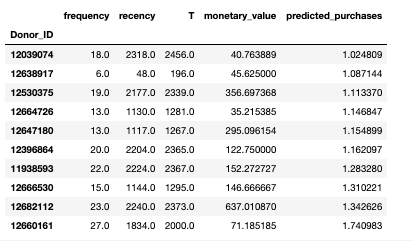 frequency recency T monetary_value predicted_purchases
Donor_ID
12039074 18.0 2318.0 2456.0 40.763889 1.024809
12638917 6.0 48.0 196.0 45.625000 1.087144
12530375 19.0 2177.0 2339.0 356.697368 1.113370
12664726 13.0 1130.0 1281.0 35.215385 1.146847
12647180 13.0 1117.0 1267.0 295.096154 1.154899
12396864 20.0 2204.0 2365.0 122.750000 1.162097
11938593 22.0 2224.0 2367.0 152.272727 1.283280
12666530 15.0 1144.0 1295.0 146.666667 1.310221
12682112 23.0 2240.0 2373.0 637.010870 1.342626
12660161 27.0 1834.0 2000.0 71.185185 1.740983